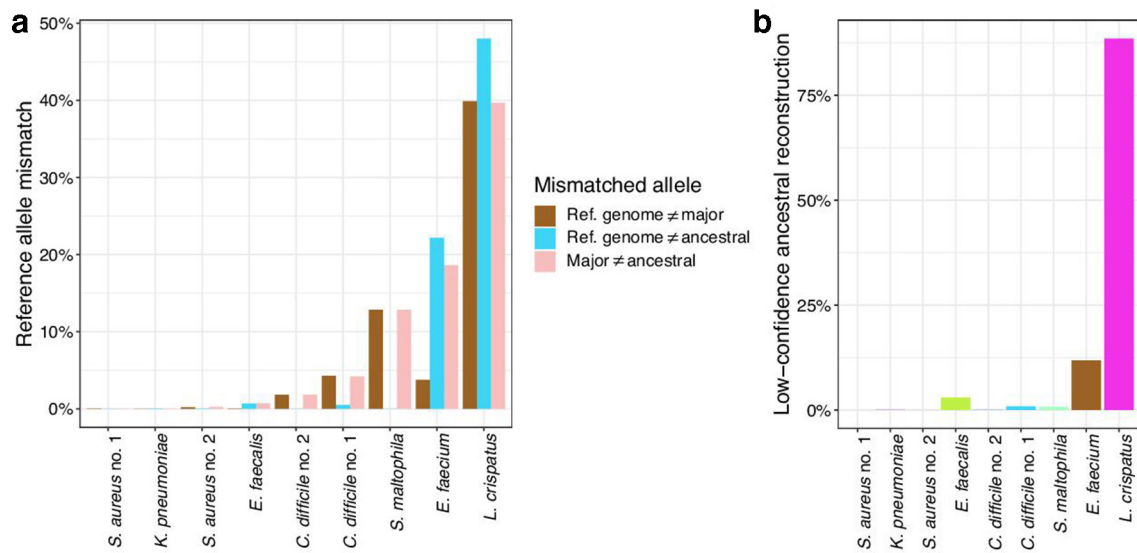 a
Reference allele mismatch
50%
40%
30%
20%
10%
0%
S. aureus no. 1
K. pneumoniae
S. aureus no. 2
E. faecalis
C. difficile no. 2
C. difficile no. 1
S. maltophila
E. faecium
L. crispatus
Mismatched allele
Ref. genome ≠ major
Ref. genome ≠ ancestral
Major ≠ ancestral
b
Low-confidence ancestral reconstruction
75%
50%
25%
0%
S. aureus no. 1
K. pneumoniae
S. aureus no. 2
E. faecalis
C. difficile no. 2
C. difficile no. 1
S. maltophila
E. faecium
L. crispatus